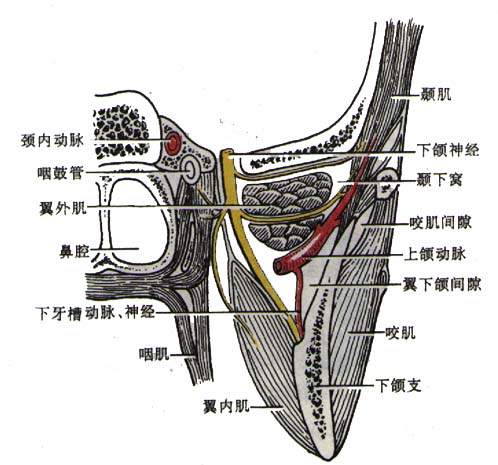 颞肌
颈内动脉
下颌神经
咽鼓管
颞下窝
翼外肌
咬肌间隙
鼻腔
上颌动脉
翼下颌间隙
下牙槽动脉、神经
咬肌
咽肌
下颌支
翼内肌